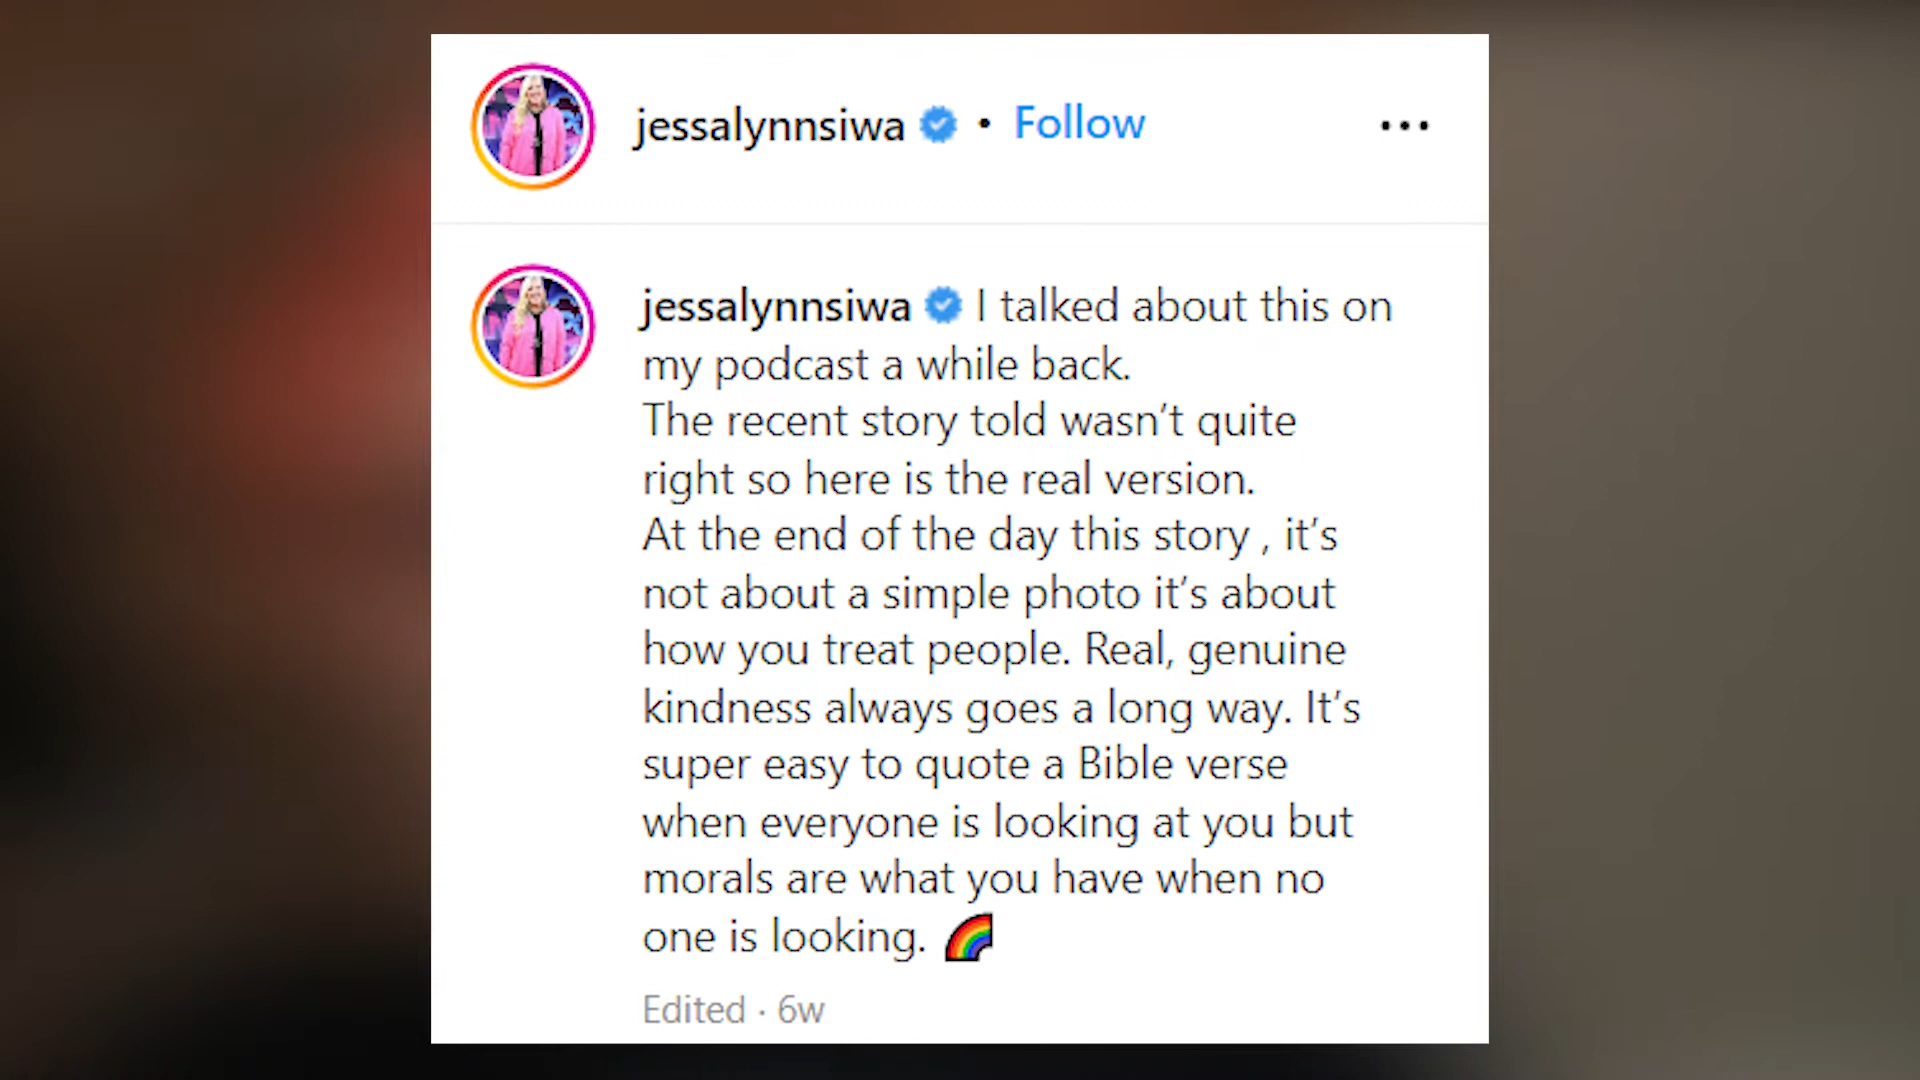 jessalynnsiwa • Follow
jessalynnsiwa I talked about this on
my podcast a while back.
The recent story told wasn’t quite
right so here is the real version.
At the end of the day this story , it’s
not about a simple photo it’s about
how you treat people. Real, genuine
kindness always goes a long way. It’s
super easy to quote a Bible verse
when everyone is looking at you but
morals are what you have when no
one is looking. 🌈
Edited · 6w